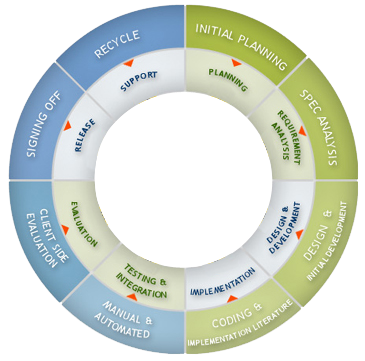 INITIAL PLANNING
PLANNING
SPEC ANALYSIS
REQUIREMENT
ANALYSIS
DESIGN &
INITIAL DEVELOPMENT
DESIGN &
DEVELOPMENT
CODING &
IMPLEMENTATION LITERATURE
IMPLEMENTATION
MANUAL &
AUTOMATED
TESTING &
INTEGRATION
CLIENT SIDE
EVALUATION
EVALUATION
SIGNING OFF
RELEASE
RECYCLE
SUPPORT